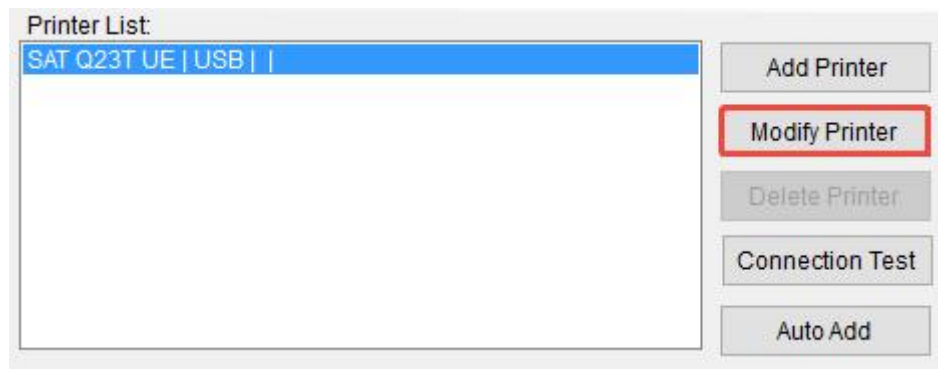 Printer List:
SAT Q23T UE | USB | |
Add Printer
Modify Printer
Delete Printer
Connection Test
Auto Add